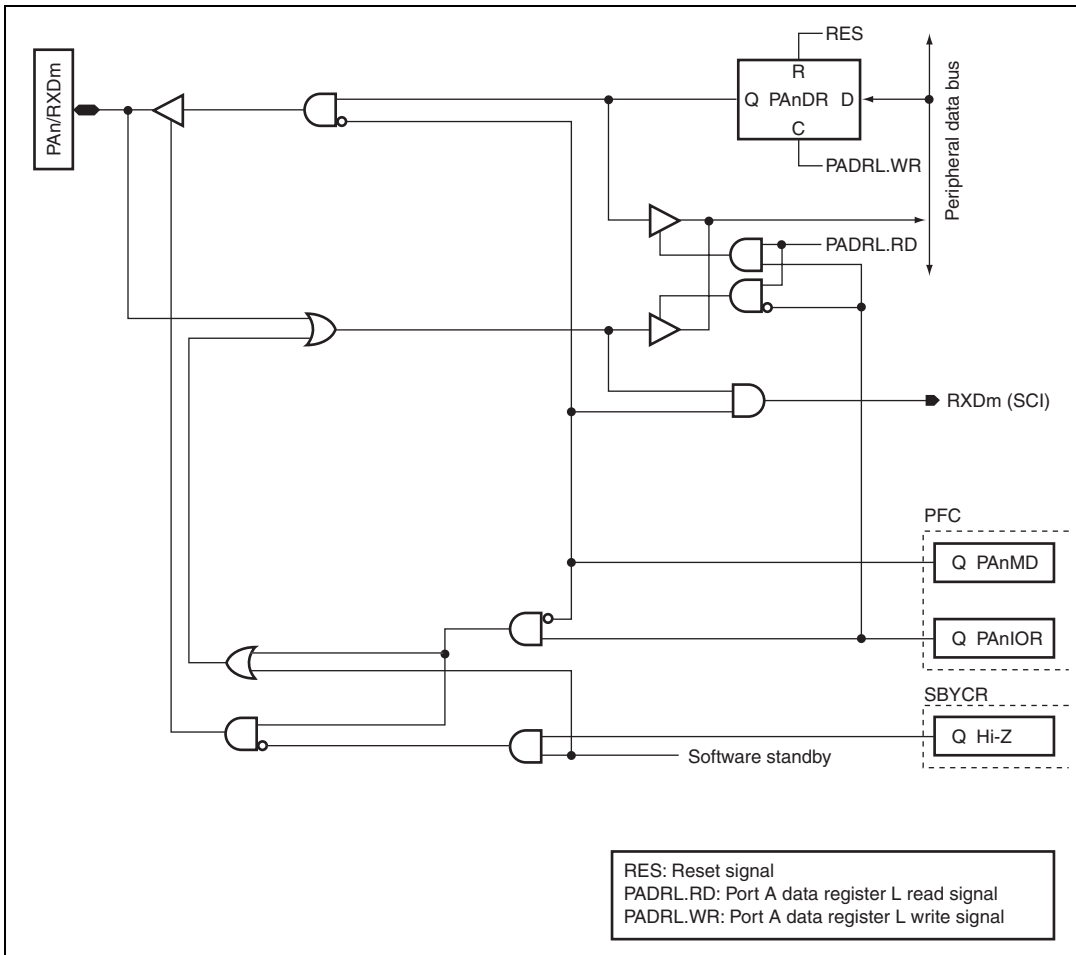 RES
PAn/RXDm
R
Q PAnDR D
C
PADRL.WR
Peripheral data bus
PADRL.RD
RXDm (SCI)
PFC
Q PAnMD
Q PAnIOR
SBYCR
Q Hi-Z
Software standby
RES: Reset signal
PADRL.RD: Port A data register L read signal
PADRL.WR: Port A data register L write signal